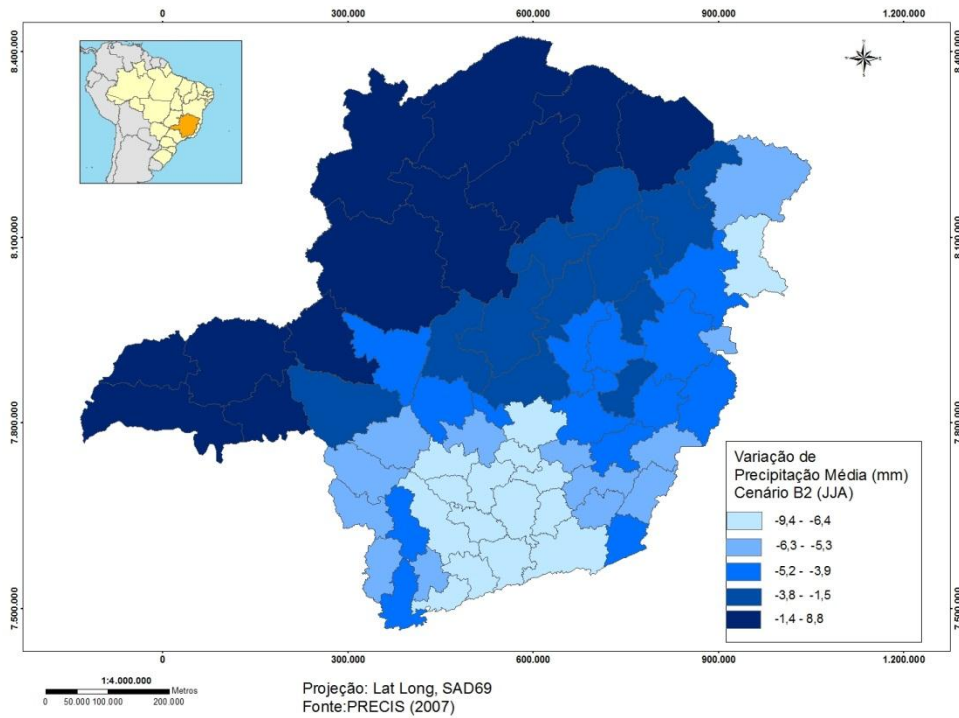 0 300.000 600.000 900.000 1.200.000
8.400.000 8.400.000
8.100.000 8.100.000
7.800.000 7.800.000
7.500.000 7.500.000
Variação de
Precipitação Média (mm)
Cenário B2 (JJA)
-9,4 - -6,4
-6,3 - -5,3
-5,2 - -3,9
-3,8 - -1,5
-1,4 - 8,8
0 300.000 600.000 900.000 1.200.000
1:4.000.000
Metros
0 50.000 100.000 200.000
Projeção: Lat Long, SAD69
Fonte:PRECIS (2007)